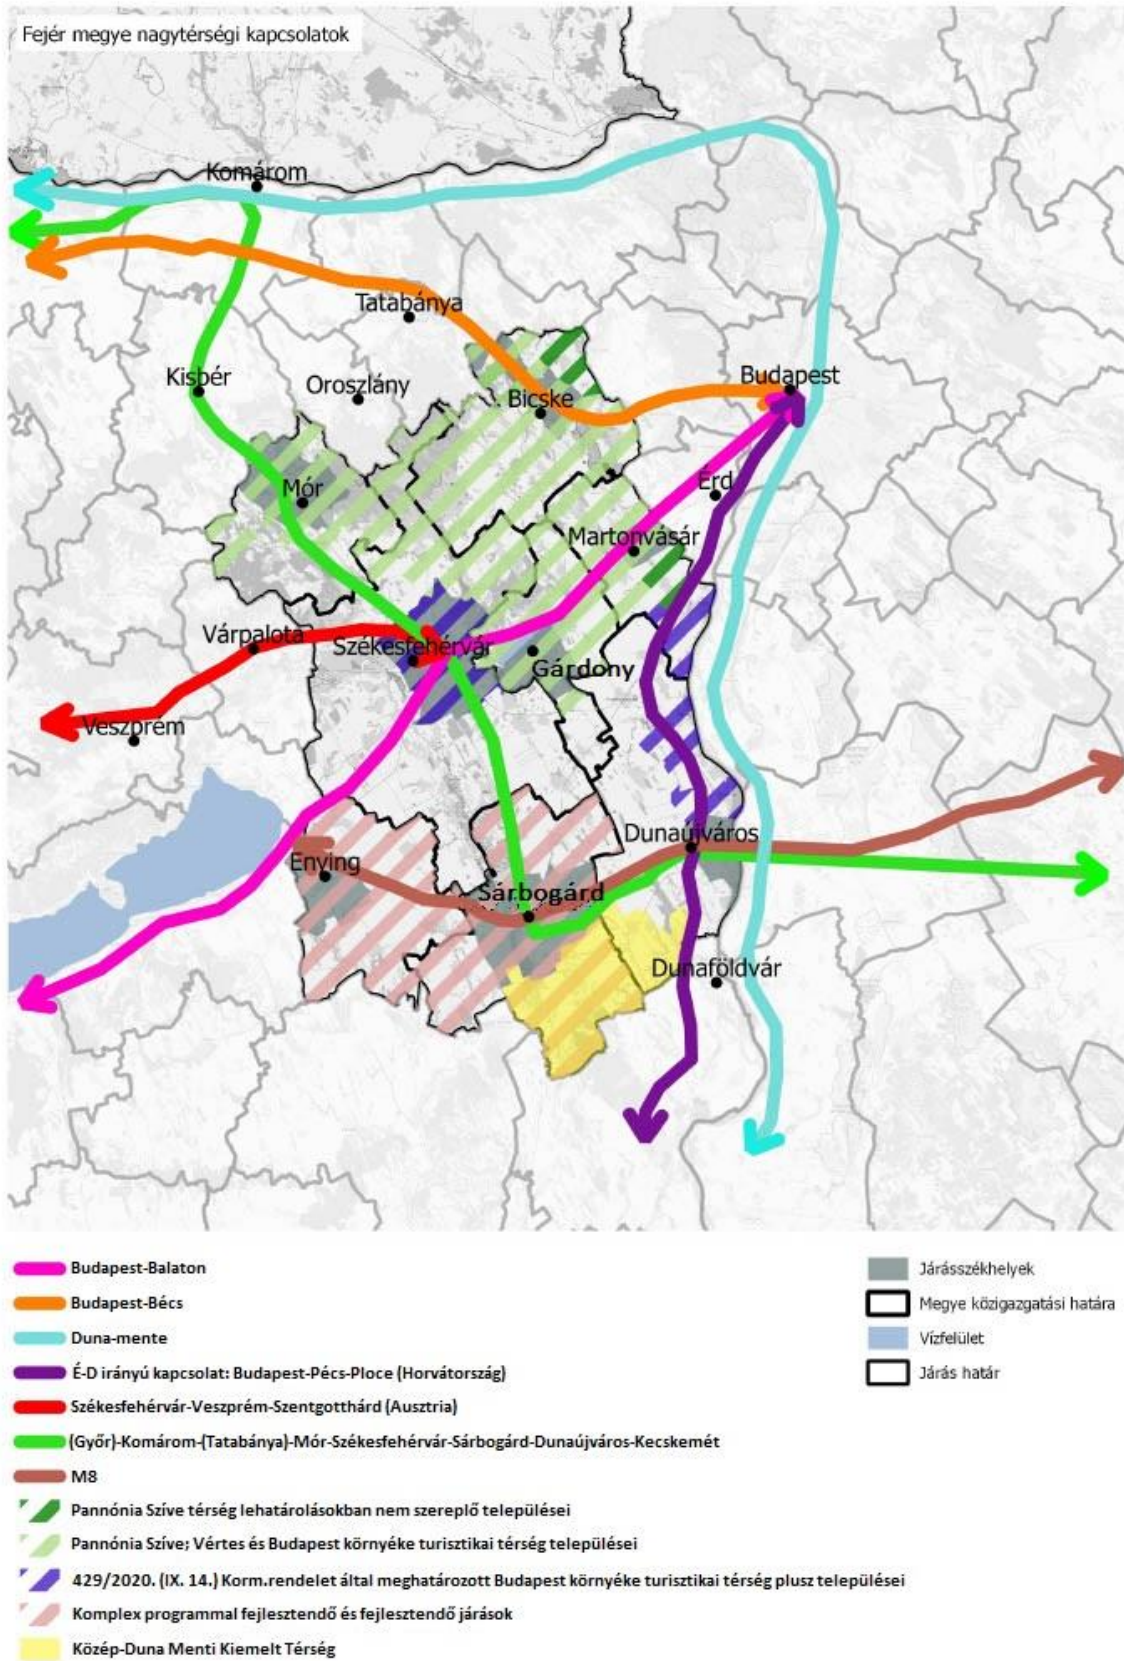 Fejér megye nagytérségi kapcsolatok
Komárom
Tatabánya
Kisbér
Oroszlány
Bicske
Budapest
Mór
Érd
Martonvásár
Várpalota
Székesfehérvár
Gárdony
Veszprém
Enying
Dunaújváros
Sárbogárd
Dunaföldvár
Budapest-Balaton
Budapest-Bécs
Duna-mente
É-D irányú kapcsolat: Budapest-Pécs-Ploce (Horvátország)
Székesfehérvár-Veszprém-Szentgotthárd (Ausztria)
(Győr)-Komárom-(Tatabánya)-Mór-Székesfehérvár-Sárbogárd-Dunaújváros-Kecskemét
M8
Pannónia Szíve térség lehatárolásokban nem szereplő települései
Pannónia Szíve; Vértes és Budapest környéke turisztikai térség települései
429/2020. (IX. 14.) Korm.rendelet által meghatározott Budapest környéke turisztikai térség plusz települései
Komplex programmal fejlesztendő és fejlesztendő járások
Közép-Duna Menti Kiemelt Térség
Járásszékhelyek
Megye közigazgatási határa
Vízfelület
Járás határ